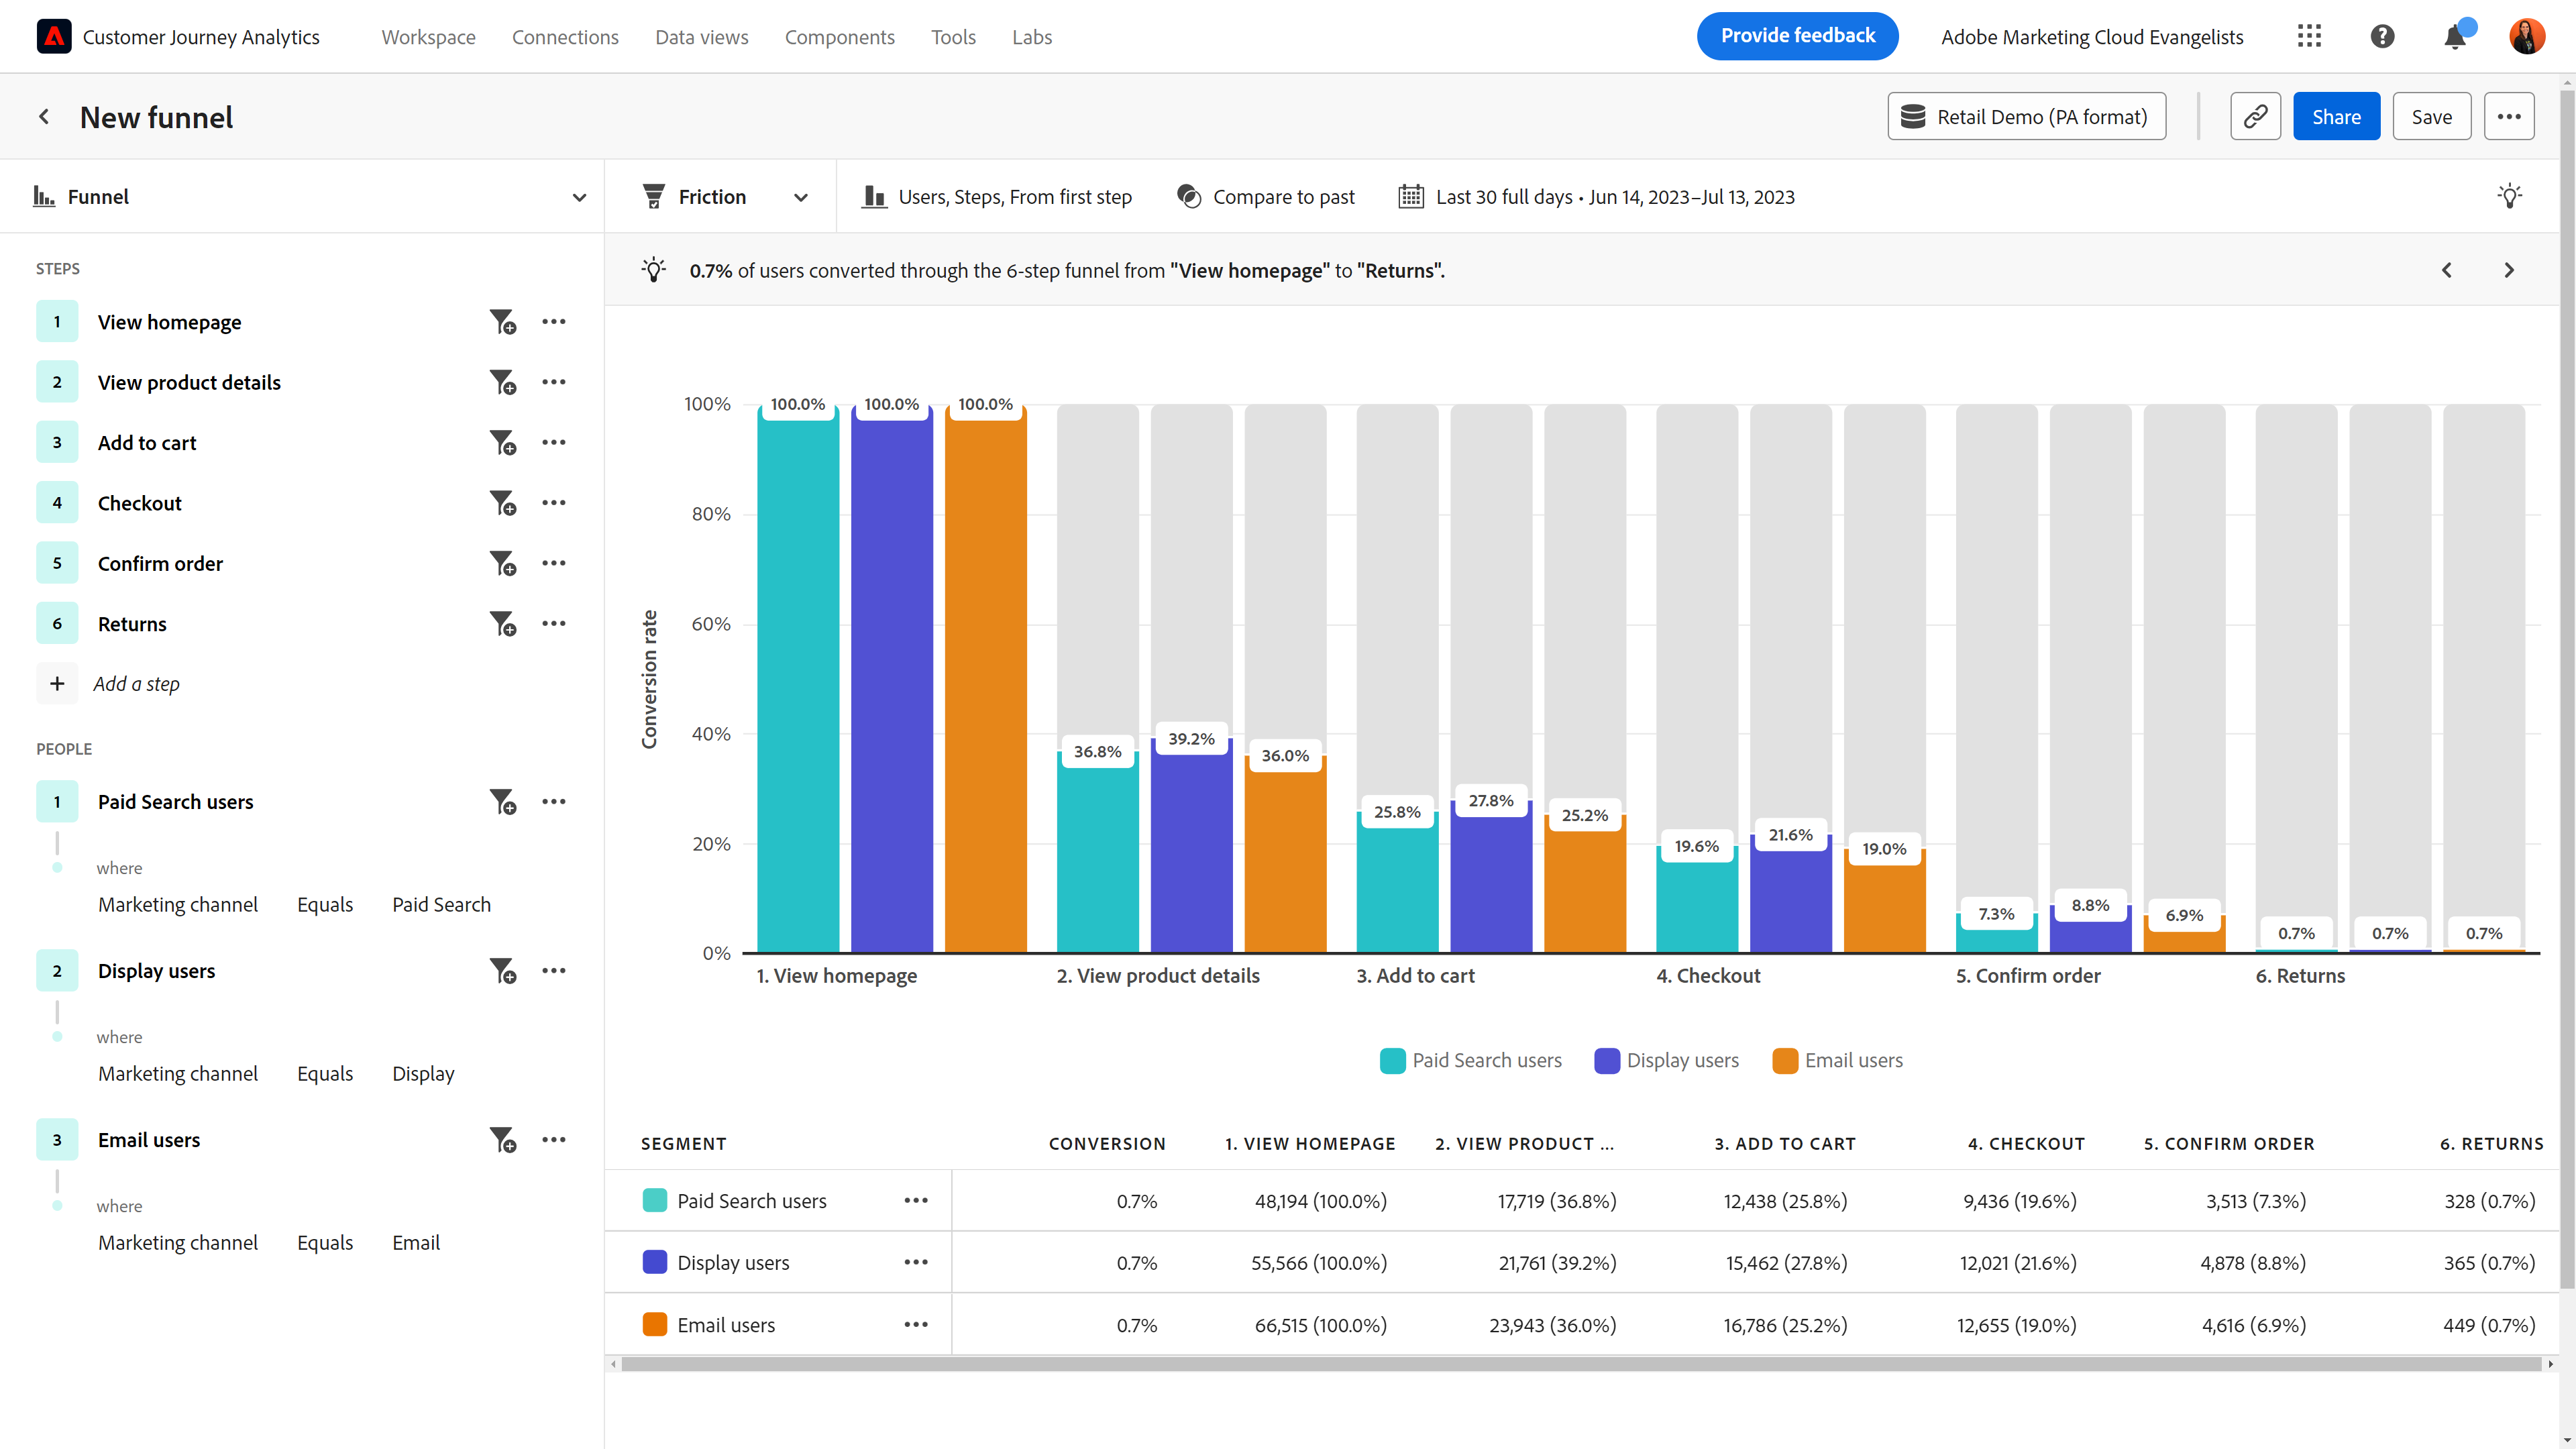 Customer Journey Analytics Workspace Connections Data views Components Tools Labs Provide feedback Adobe Marketing Cloud Evangelists
New funnel Retail Demo (PA format) Share Save
Funnel Friction Users, Steps, From first step Compare to past Last 30 full days • Jun 14, 2023–Jul 13, 2023
0.7% of users converted through the 6-step funnel from "View homepage" to "Returns".
STEPS
1 View homepage
2 View product details
3 Add to cart
4 Checkout
5 Confirm order
6 Returns
+ Add a step
PEOPLE
1 Paid Search users
where
Marketing channel Equals Paid Search
2 Display users
where
Marketing channel Equals Display
3 Email users
where
Marketing channel Equals Email
Conversion rate
100%
80%
60%
40%
20%
0%
100.0% 100.0% 100.0%
36.8% 39.2% 36.0%
25.8% 27.8% 25.2%
19.6% 21.6% 19.0%
7.3% 8.8% 6.9%
0.7% 0.7% 0.7%
1. View homepage 2. View product details 3. Add to cart 4. Checkout 5. Confirm order 6. Returns
Paid Search users Display users Email users
SEGMENT CONVERSION 1. VIEW HOMEPAGE 2. VIEW PRODUCT ... 3. ADD TO CART 4. CHECKOUT 5. CONFIRM ORDER 6. RETURNS
Paid Search users 0.7% 48,194 (100.0%) 17,719 (36.8%) 12,438 (25.8%) 9,436 (19.6%) 3,513 (7.3%) 328 (0.7%)
Display users 0.7% 55,566 (100.0%) 21,761 (39.2%) 15,462 (27.8%) 12,021 (21.6%) 4,878 (8.8%) 365 (0.7%)
Email users 0.7% 66,515 (100.0%) 23,943 (36.0%) 16,786 (25.2%) 12,655 (19.0%) 4,616 (6.9%) 449 (0.7%)